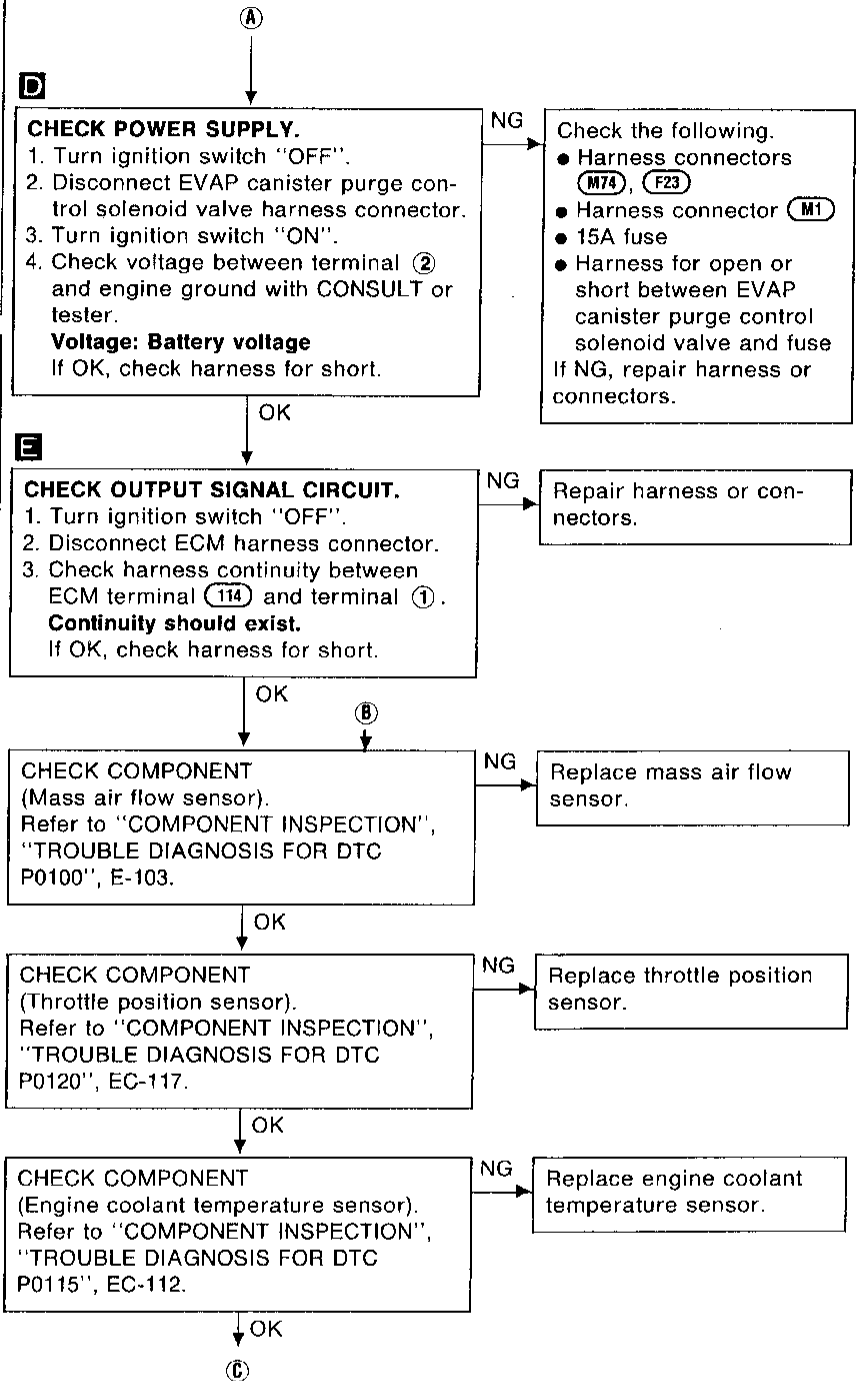 A
D
CHECK POWER SUPPLY.
1. Turn ignition switch "OFF".
2. Disconnect EVAP canister purge con-
trol solenoid valve harness connector.
3. Turn ignition switch "ON".
4. Check voltage between terminal ②
and engine ground with CONSULT or
tester.
Voltage: Battery voltage
If OK, check harness for short.
NG
Check the following.
● Harness connectors
M74, F23
● Harness connector M1
● 15A fuse
● Harness for open or
short between EVAP
canister purge control
solenoid valve and fuse
If NG, repair harness or
connectors.
OK
E
CHECK OUTPUT SIGNAL CIRCUIT.
1. Turn ignition switch "OFF".
2. Disconnect ECM harness connector.
3. Check harness continuity between
ECM terminal 114 and terminal ①.
Continuity should exist.
If OK, check harness for short.
NG
Repair harness or con-
nectors.
OK
B
CHECK COMPONENT
(Mass air flow sensor).
Refer to "COMPONENT INSPECTION",
"TROUBLE DIAGNOSIS FOR DTC
P0100", E-103.
NG
Replace mass air flow
sensor.
OK
CHECK COMPONENT
(Throttle position sensor).
Refer to "COMPONENT INSPECTION",
"TROUBLE DIAGNOSIS FOR DTC
P0120", EC-117.
NG
Replace throttle position
sensor.
OK
CHECK COMPONENT
(Engine coolant temperature sensor).
Refer to "COMPONENT INSPECTION",
"TROUBLE DIAGNOSIS FOR DTC
P0115", EC-112.
NG
Replace engine coolant
temperature sensor.
OK
C